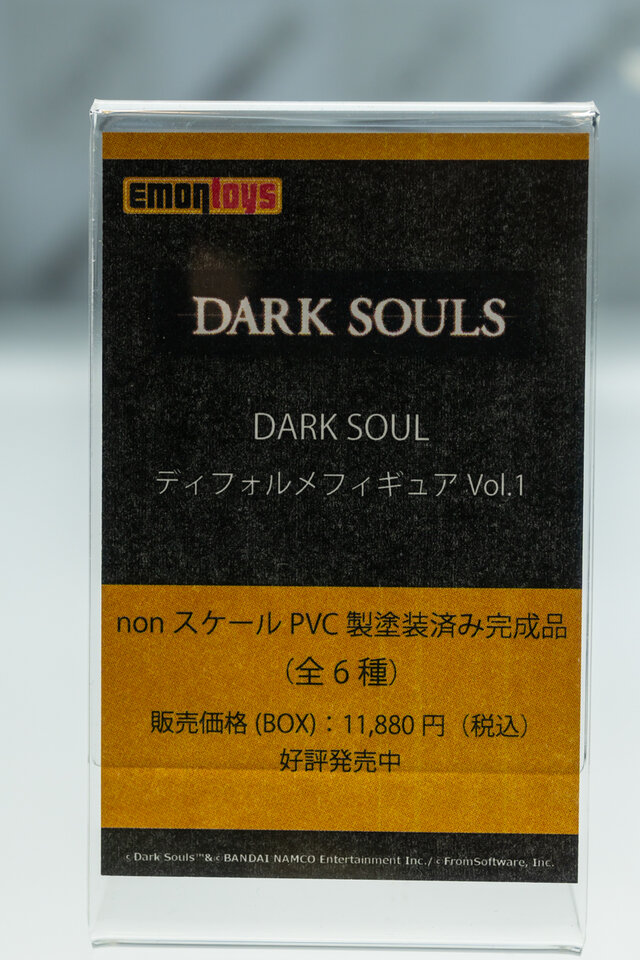 EMONtoys
DARK SOULS
DARK SOUL
ディフォルメフィギュア Vol.1
non スケール PVC 製塗装済み完成品
(全 6 種)
販売価格 (BOX)：11,880 円（税込）
好評発売中
©Dark Souls™& ©BANDAI NAMCO Entertainment Inc./ ©FromSoftware, Inc.